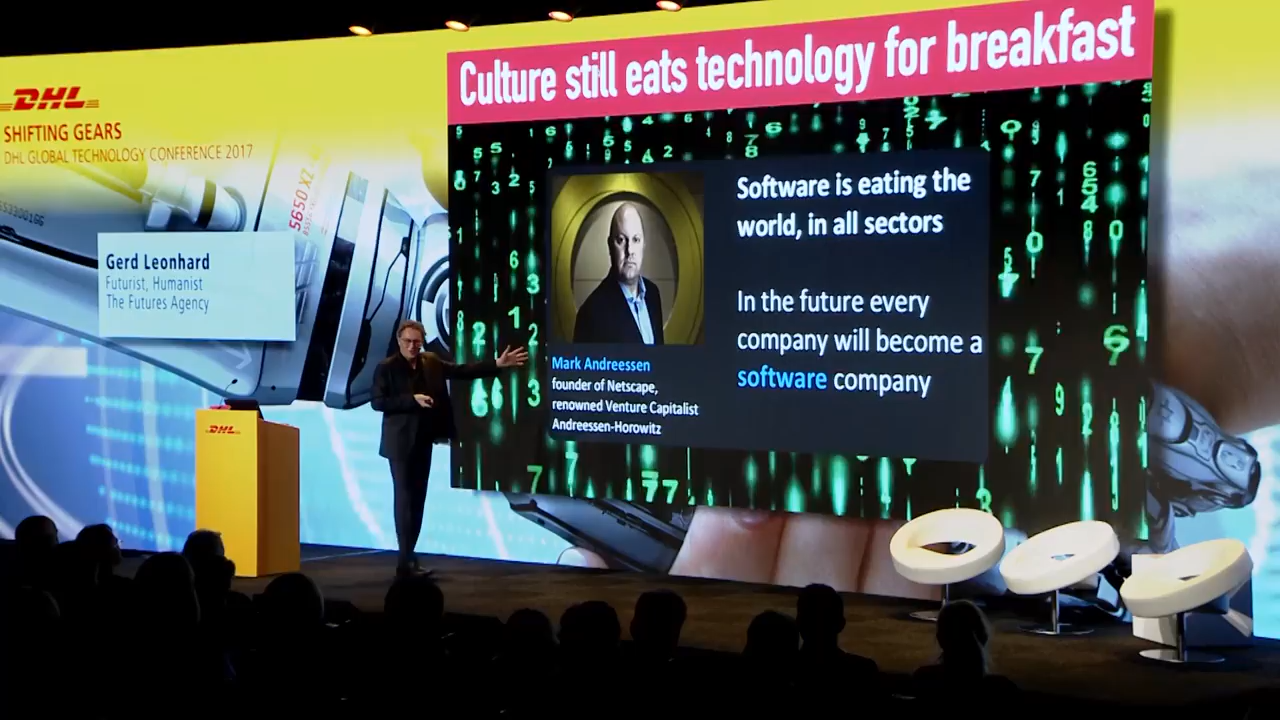 DHL
SHIFTING GEARS
DHL GLOBAL TECHNOLOGY CONFERENCE 2017
5650 XZ
Gerd Leonhard
Futurist, Humanist
The Futures Agency
DHL
Culture still eats technology for breakfast
Software is eating the
world, in all sectors
In the future every
company will become a
software company
Mark Andreessen
founder of Netscape,
renowned Venture Capitalist
Andreessen-Horowitz